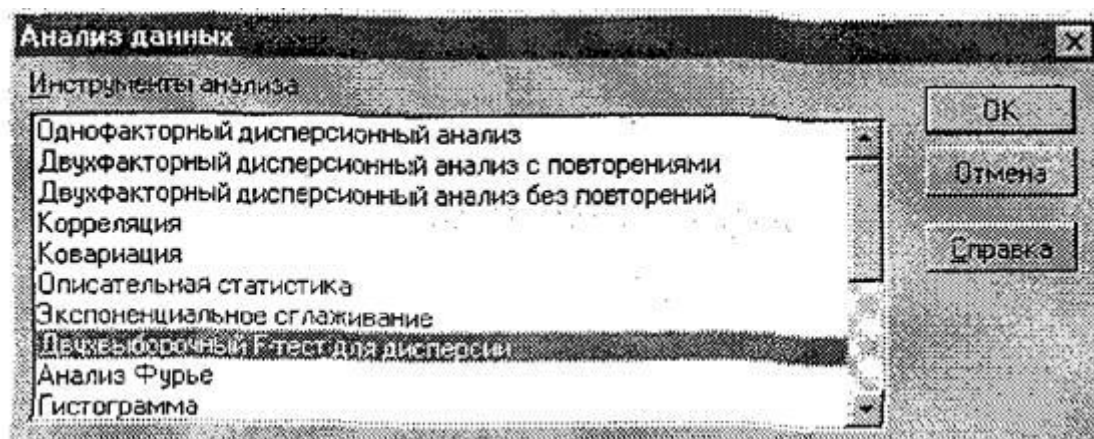 Анализ данных
Инструменты анализа
Однофакторный дисперсионный анализ
Двухфакторный дисперсионный анализ с повторениями
Двухфакторный дисперсионный анализ без повторений
Корреляция
Ковариация
Описательная статистика
Экспоненциальное сглаживание
Двухвыборочный F-тест для дисперсии
Анализ Фурье
Гистограмма
OK
Отмена
Справка